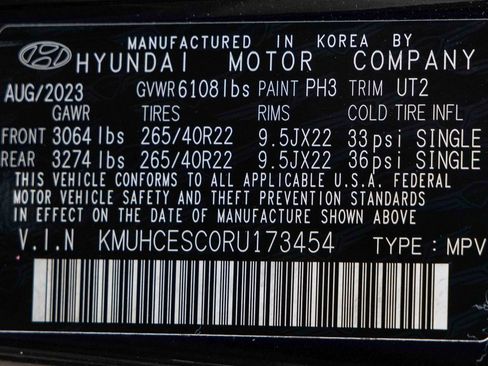 MANUFACTURED IN KOREA BY
HYUNDAI MOTOR COMPANY
AUG/2023 GVWR 6108lbs PAINT PH3 TRIM UT2
GAWR TIRES RIMS COLD TIRE INFL
FRONT 3064lbs 265/40R22 9.5JX22 33psi SINGLE
REAR 3274lbs 265/40R22 9.5JX22 36psi SINGLE
THIS VEHICLE CONFORMS TO ALL APPLICABLE U.S.A. FEDERAL
MOTOR VEHICLE SAFETY AND THEFT PREVENTION STANDARDS
IN EFFECT ON THE DATE OF MANUFACTURE SHOWN ABOVE
V.I.N KMUHCESC0RU173454 TYPE : MPV